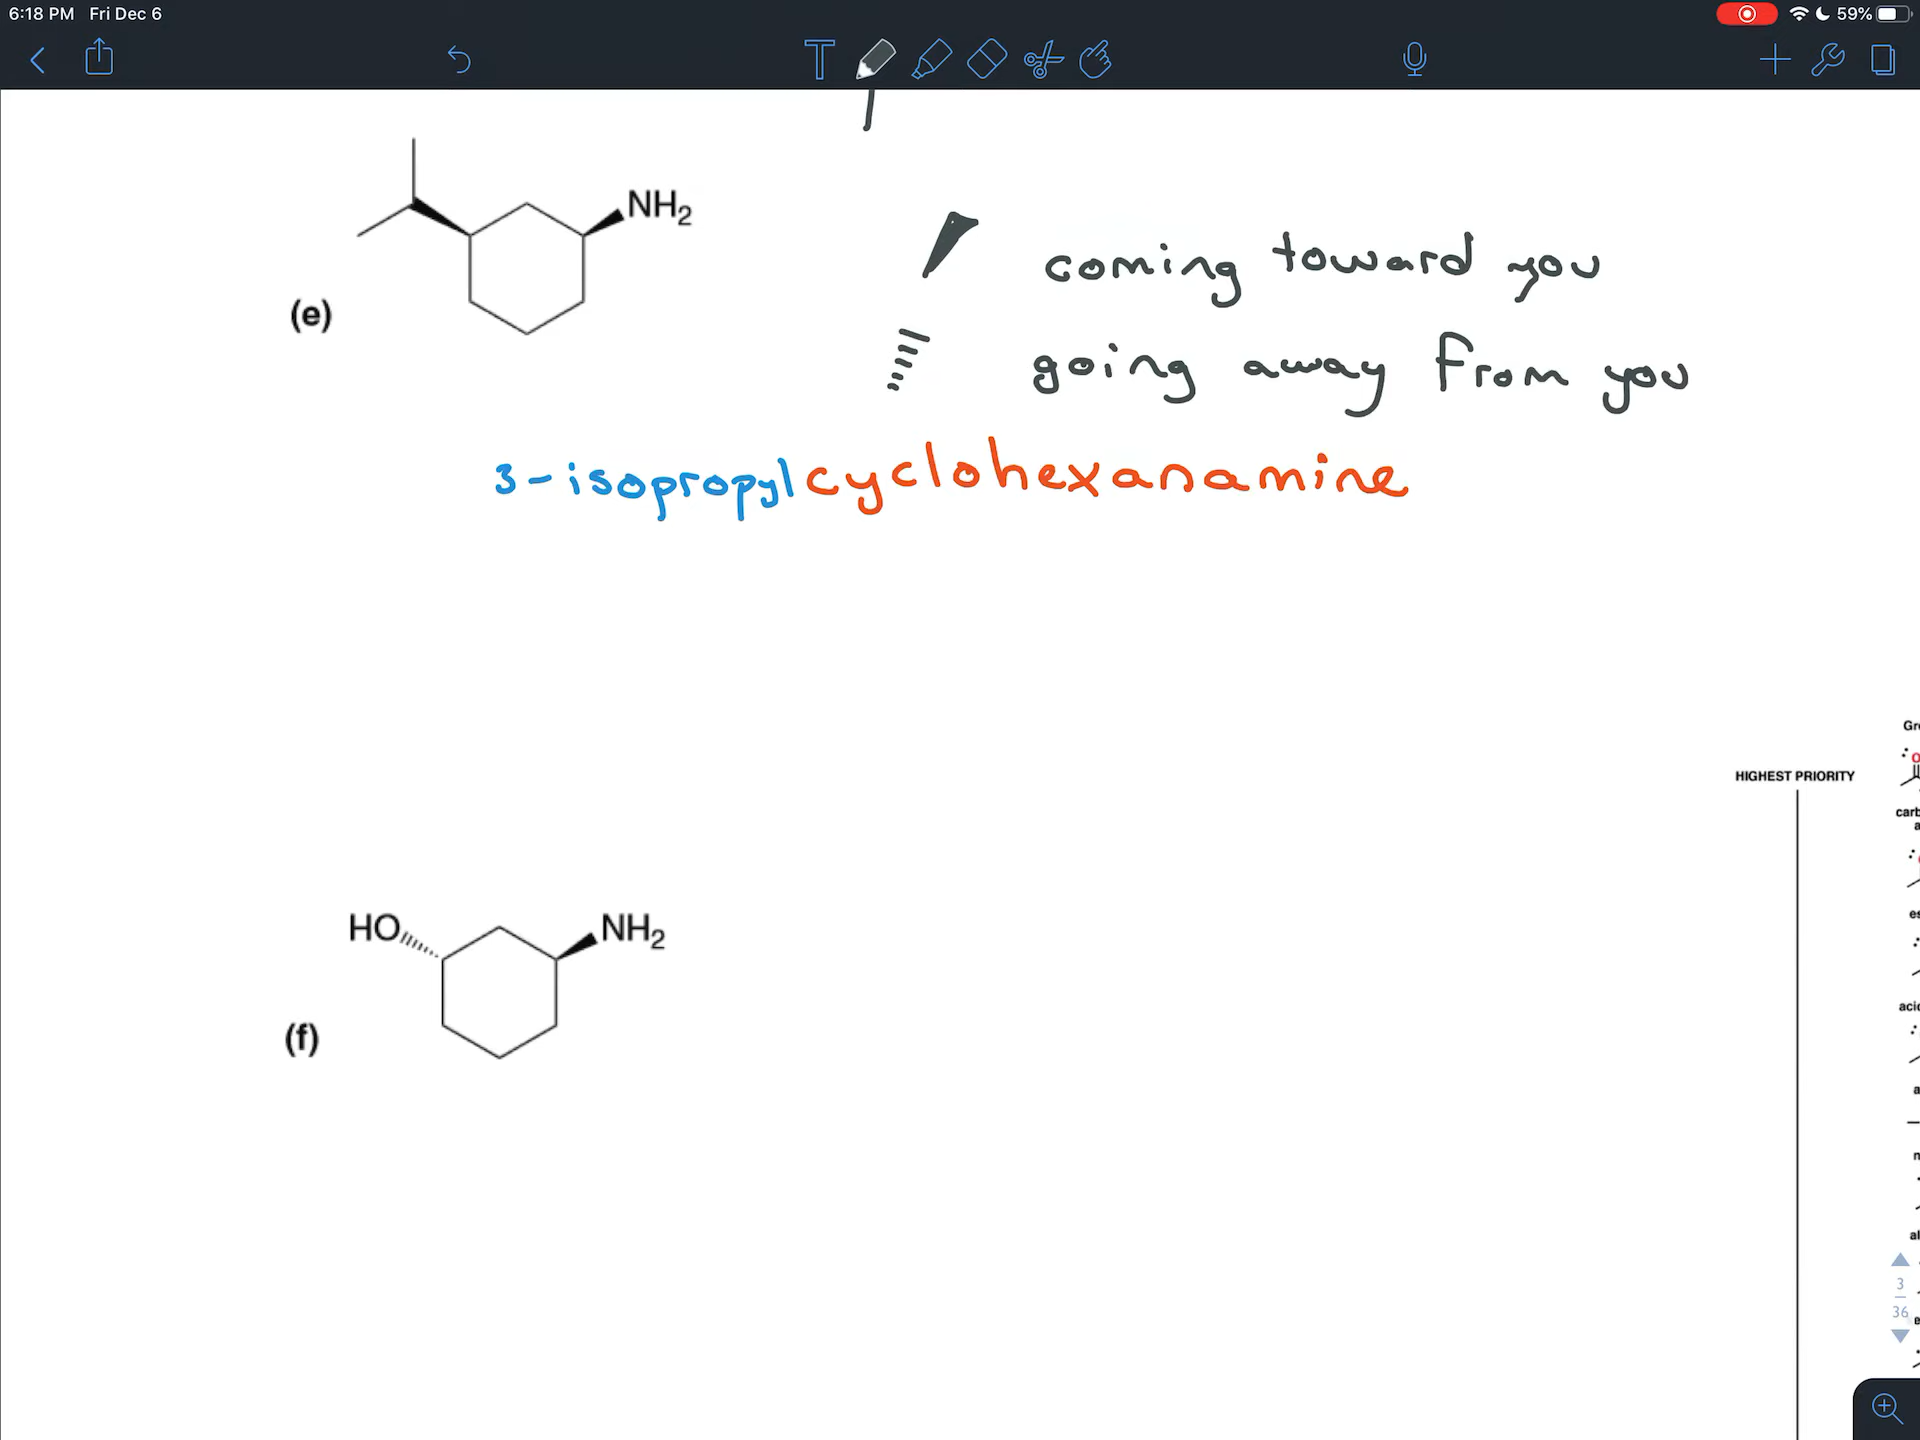 6:18 PM Fri Dec 6
59%
T
NH2
coming toward you
(e)
going away from you
3-isopropylcyclohexanamine
HIGHEST PRIORITY
HO
NH2
(f)
3
36